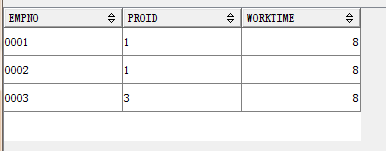 EMPNO PROID WORKTIME
0001 1 8
0002 1 8
0003 3 8